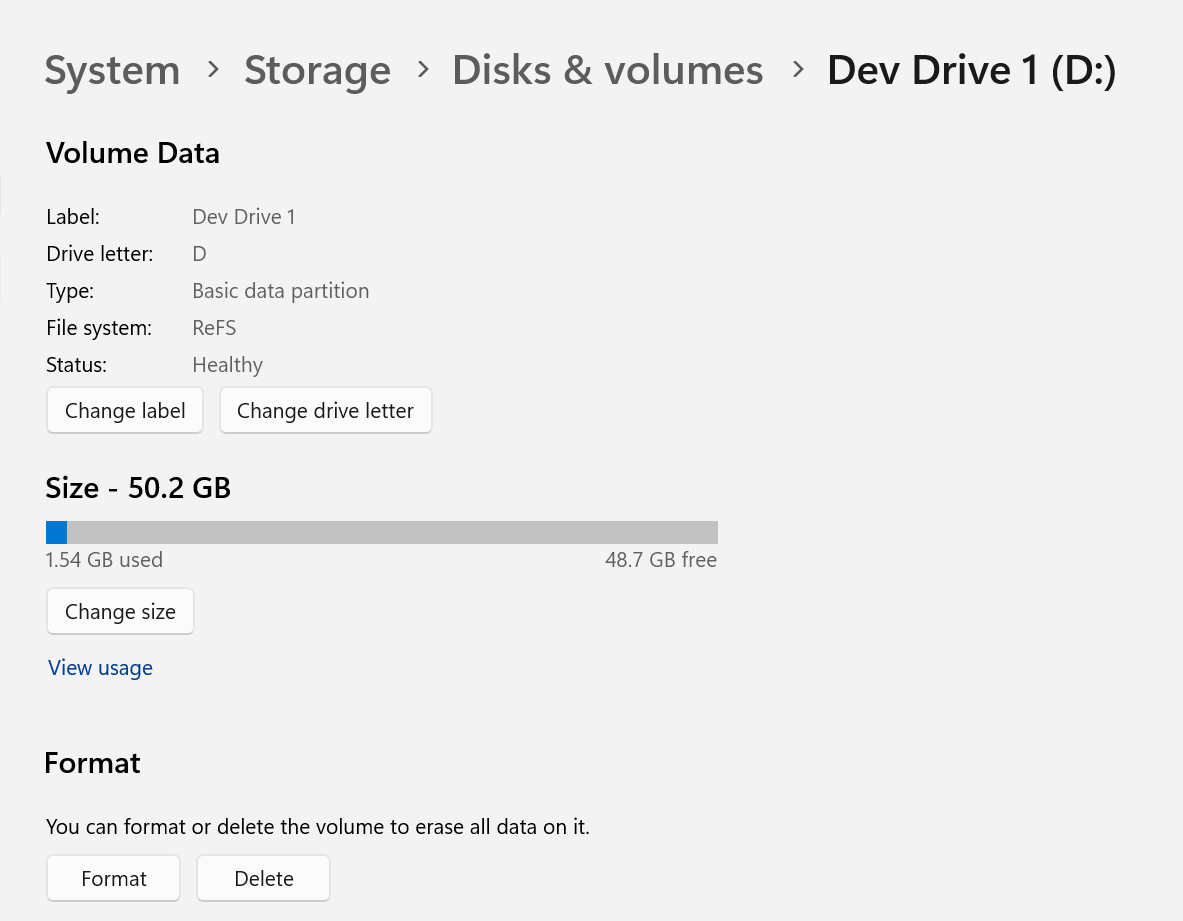 System > Storage > Disks & volumes > Dev Drive 1 (D:)
Volume Data
Label: Dev Drive 1
Drive letter: D
Type: Basic data partition
File system: ReFS
Status: Healthy
Change label Change drive letter
Size - 50.2 GB
1.54 GB used 48.7 GB free
Change size
View usage
Format
You can format or delete the volume to erase all data on it.
Format Delete